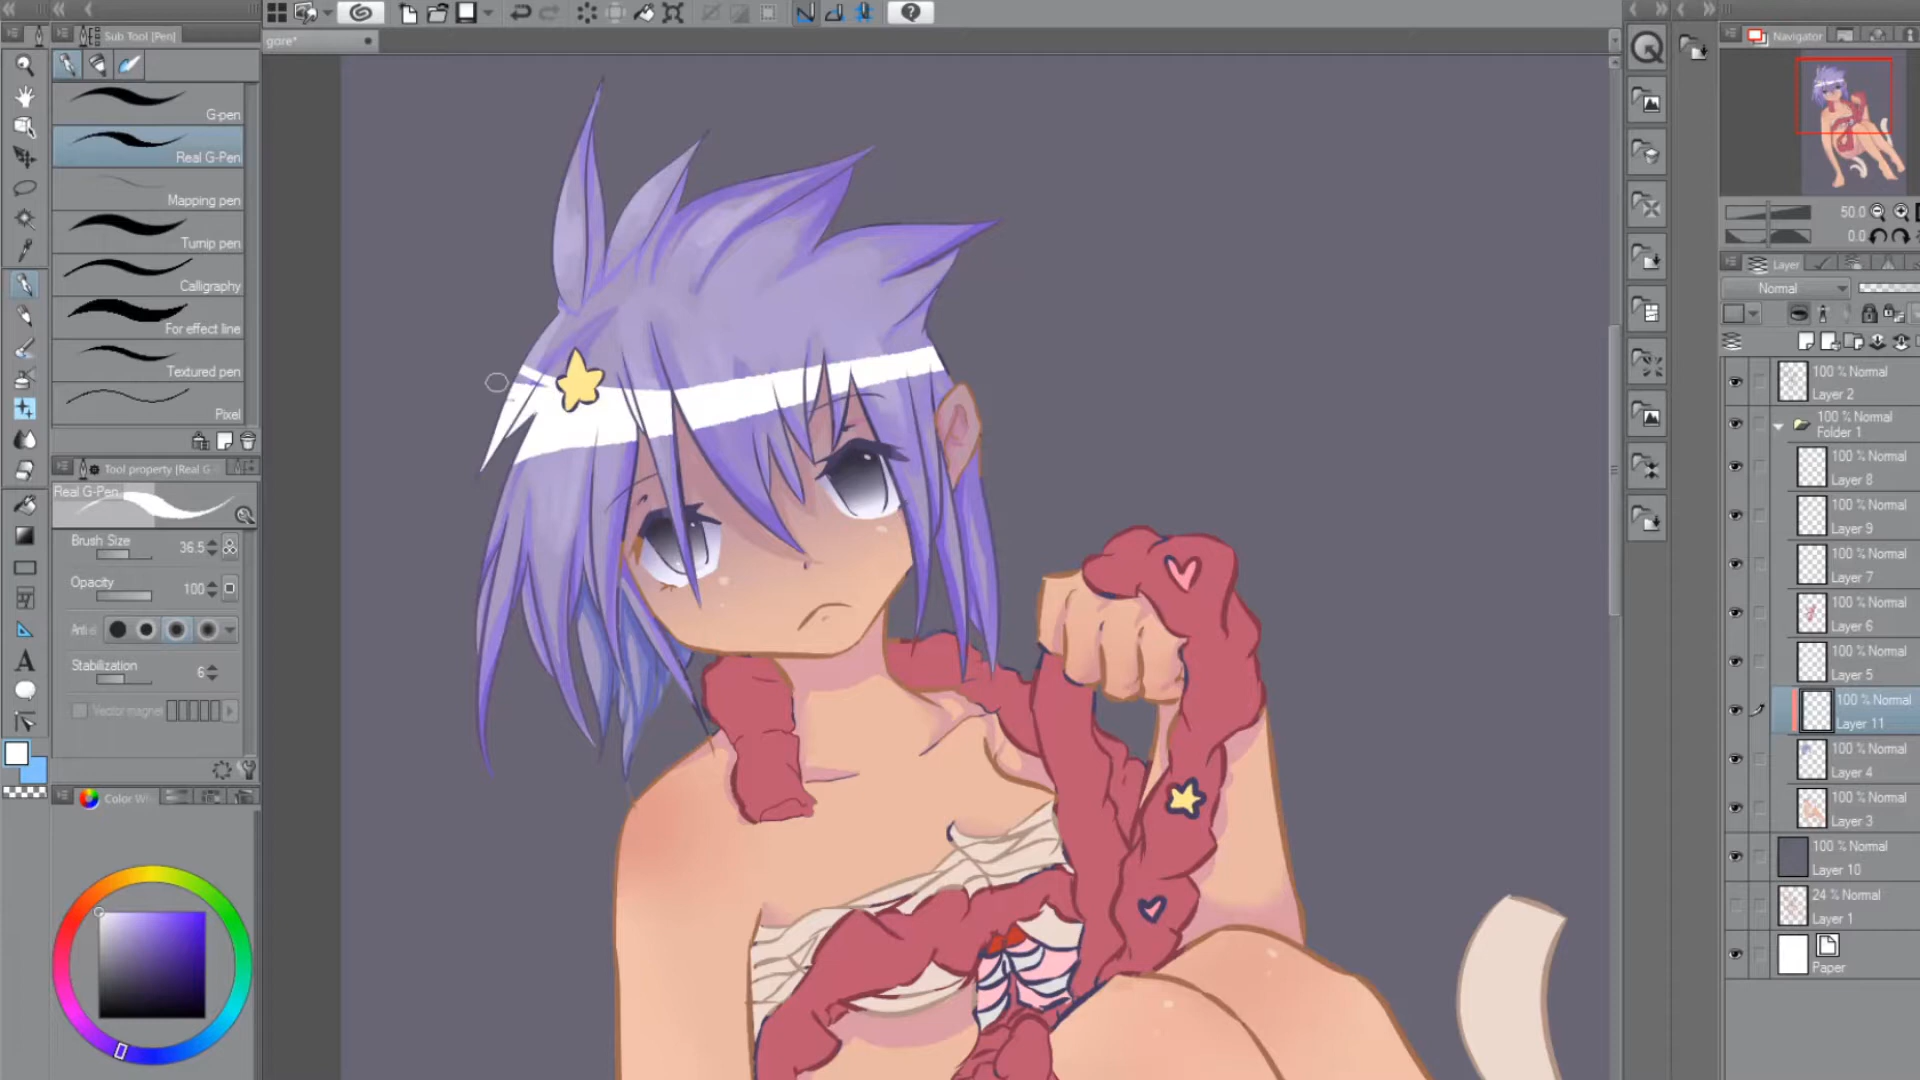 Sub Tool [Pen]
gore*
Navigator
G-pen
Real G-Pen
Mapping pen
Turnip pen
Calligraphy
For effect line
Textured pen
Pixel
Tool property [Real G-
Real G-Pen
Brush Size
36.5
Opacity
100
Anti-
Stabilization
6
Vector magnet
Color Wh
50.0
0.0
Layer
Normal
100 % Normal
Layer 2
100 % Normal
Folder 1
100 % Normal
Layer 8
100 % Normal
Layer 9
100 % Normal
Layer 7
100 % Normal
Layer 6
100 % Normal
Layer 5
100 % Normal
Layer 11
100 % Normal
Layer 4
100 % Normal
Layer 3
100 % Normal
Layer 10
24 % Normal
Layer 1
Paper